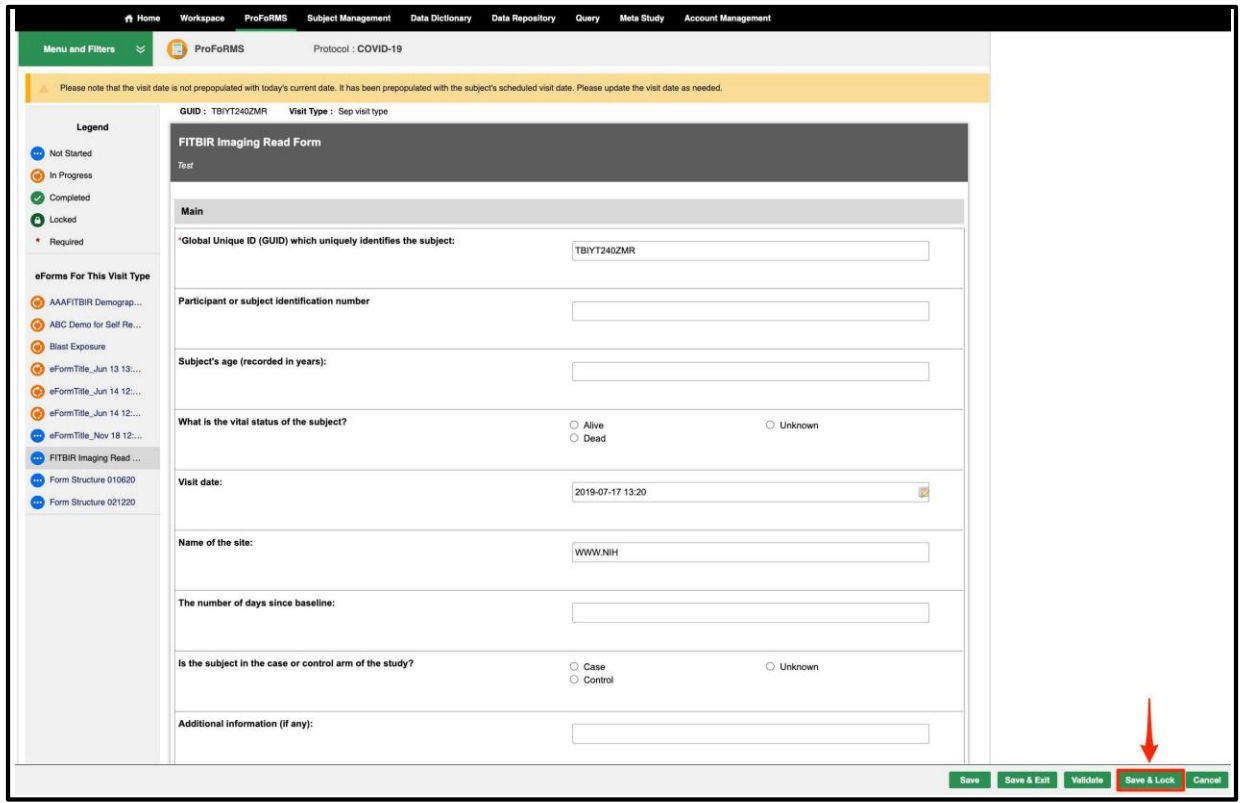 Home Workspace ProFoRMS Subject Management Data Dictionary Data Repository Query Meta Study Account Management
Menu and Filters ProFoRMS Protocol : COVID-19
Please note that the visit date is not prepopulated with today's current date. It has been prepopulated with the subject's scheduled visit date. Please update the visit date as needed.
GUID : TBIYT240ZMR Visit Type : Sep visit type
Legend
Not Started
In Progress
Completed
Locked
* Required
eForms For This Visit Type
AAAFITBIR Demograp...
ABC Demo for Self Re...
Blast Exposure
eFormTitle_Jun 13 13:...
eFormTitle_Jun 14 12:...
eFormTitle_Jun 14 12:...
eFormTitle_Nov 18 12:...
FITBIR Imaging Read ...
Form Structure 010620
Form Structure 021220
FITBIR Imaging Read Form
Test
Main
*Global Unique ID (GUID) which uniquely identifies the subject:
TBIYT240ZMR
Participant or subject identification number
Subject's age (recorded in years):
What is the vital status of the subject?
Alive Unknown
Dead
Visit date:
2019-07-17 13:20
Name of the site:
WWW.NIH
The number of days since baseline:
Is the subject in the case or control arm of the study?
Case Unknown
Control
Additional information (if any):
Save Save & Exit Validate Save & Lock Cancel